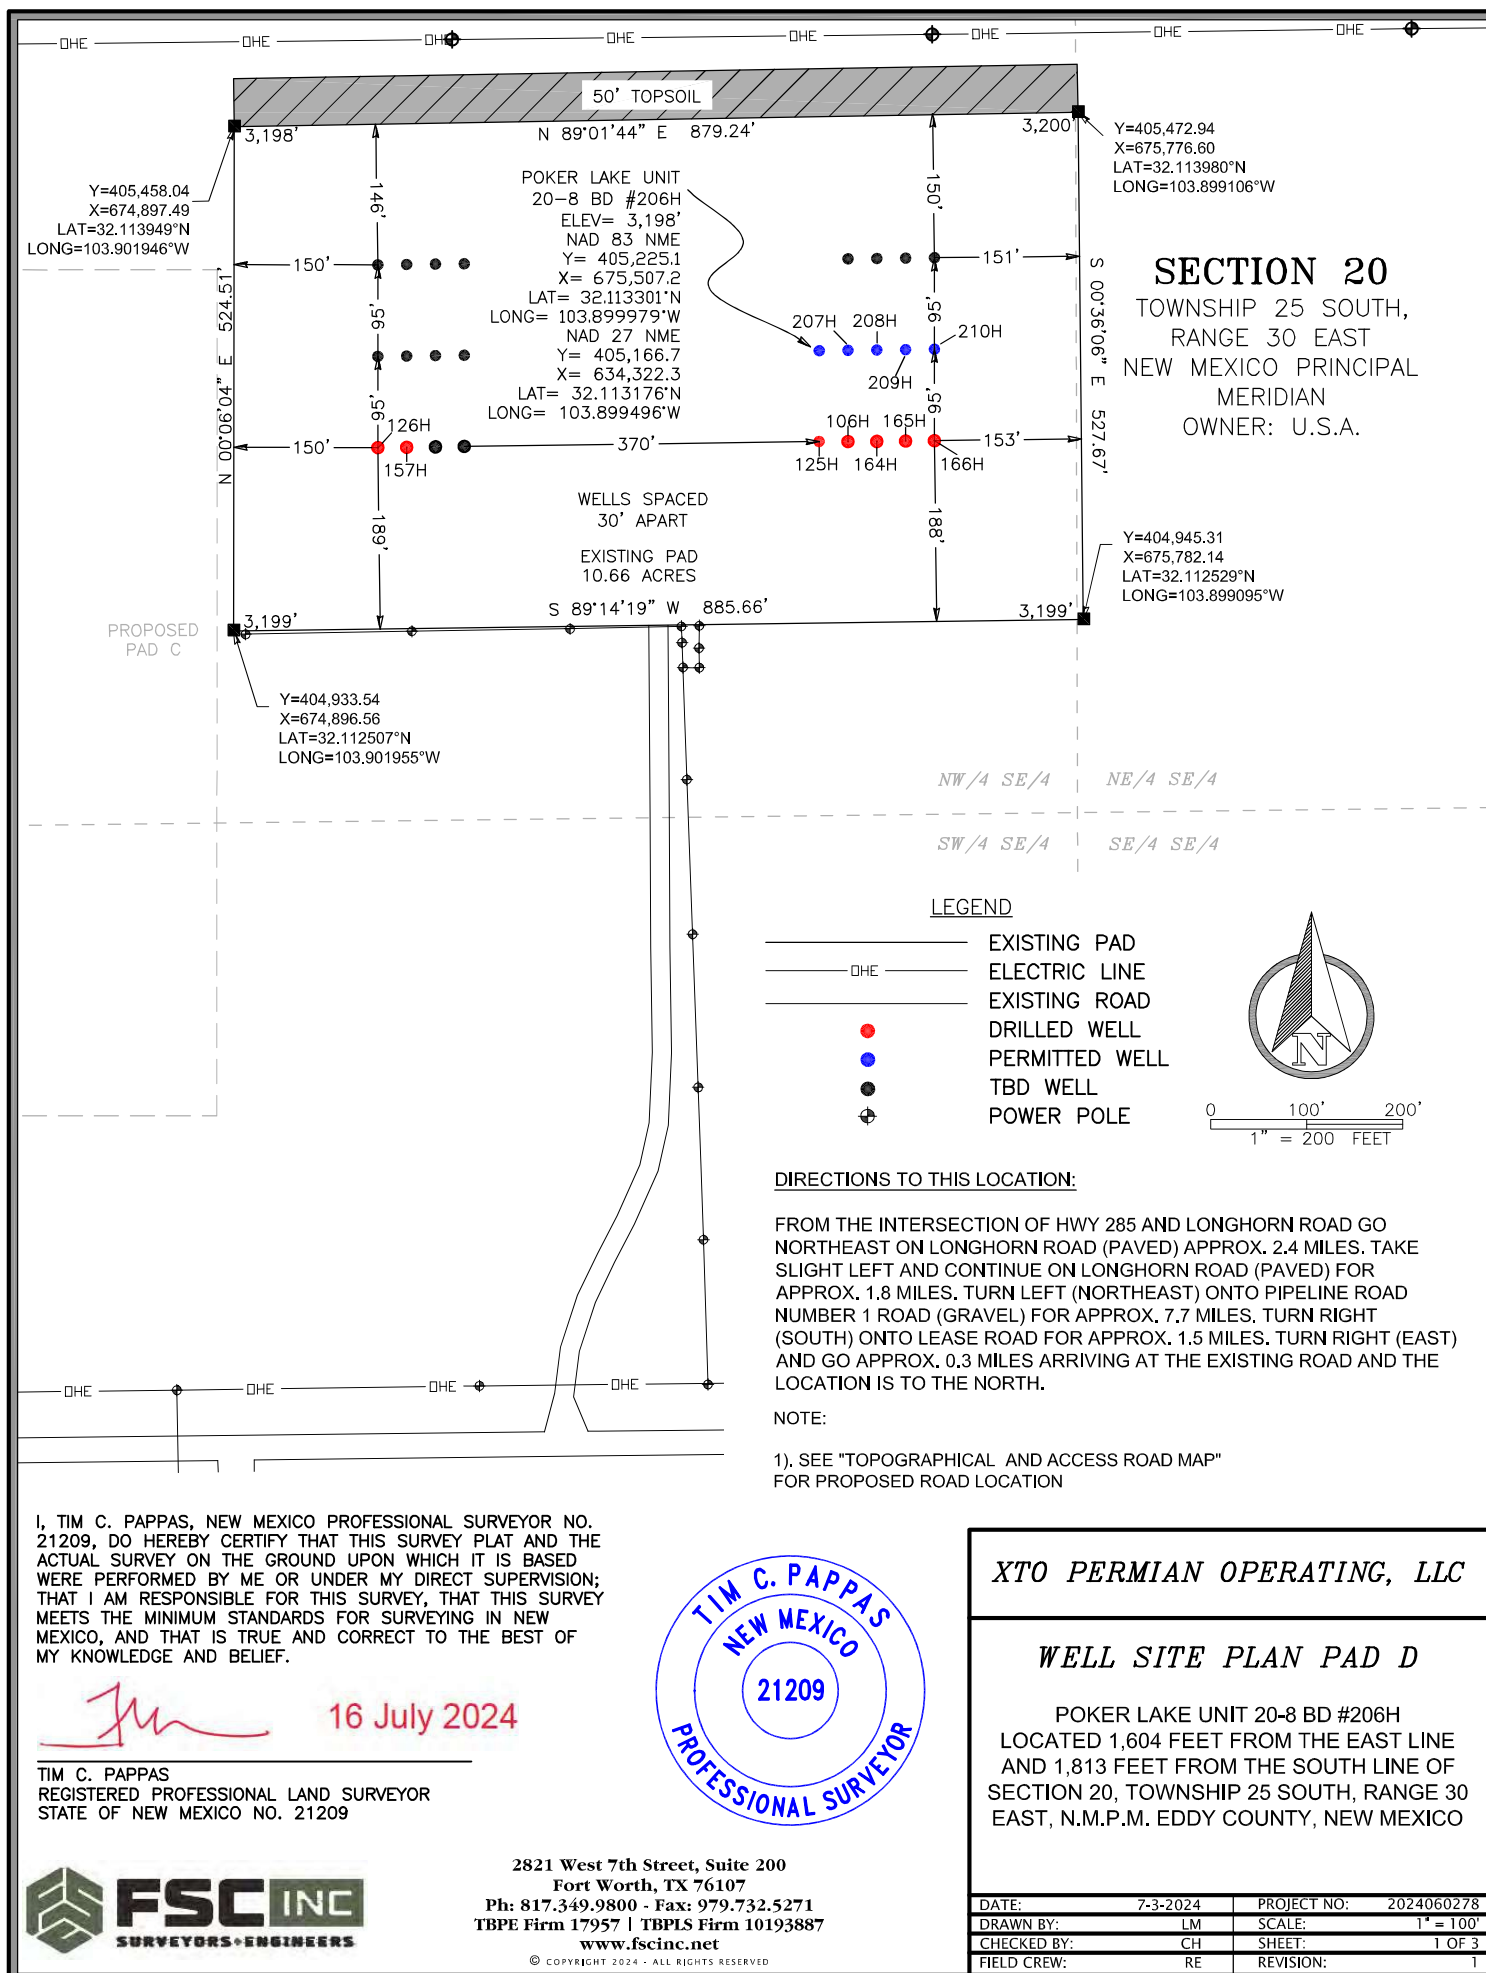 OHE OHE OHE OHE OHE OHE OHE OHE
50' TOPSOIL
3,198'
N 89°01'44" E 879.24'
3,200'
Y=405,458.04
X=674,897.49
LAT=32.113949°N
LONG=103.901946°W
Y=405,472.94
X=675,776.60
LAT=32.113980°N
LONG=103.899106°W
POKER LAKE UNIT
20-8 BD #206H
ELEV= 3,198'
NAD 83 NME
Y= 405,225.1
X= 675,507.2
LAT= 32.113301°N
LONG= 103.899979°W
NAD 27 NME
Y= 405,166.7
X= 634,322.3
LAT= 32.113176°N
LONG= 103.899496°W
146'
150'
150'
151'
95'
95'
207H 208H
210H
209H
95'
95'
N 00°06'04" E 524.51'
S 00°36'06" E 527.67'
SECTION 20
TOWNSHIP 25 SOUTH,
RANGE 30 EAST
NEW MEXICO PRINCIPAL
MERIDIAN
OWNER: U.S.A.
126H
106H 165H
150'
370'
153'
157H
125H 164H 166H
WELLS SPACED
30' APART
189'
188'
EXISTING PAD
10.66 ACRES
S 89°14'19" W 885.66'
3,199'
3,199'
Y=404,945.31
X=675,782.14
LAT=32.112529°N
LONG=103.899095°W
PROPOSED
PAD C
Y=404,933.54
X=674,896.56
LAT=32.112507°N
LONG=103.901955°W
NW/4 SE/4 NE/4 SE/4
SW/4 SE/4 SE/4 SE/4
LEGEND
EXISTING PAD
OHE ELECTRIC LINE
EXISTING ROAD
DRILLED WELL
PERMITTED WELL
TBD WELL
POWER POLE
N
0 100' 200'
1" = 200 FEET
DIRECTIONS TO THIS LOCATION:
FROM THE INTERSECTION OF HWY 285 AND LONGHORN ROAD GO
NORTHEAST ON LONGHORN ROAD (PAVED) APPROX. 2.4 MILES. TAKE
SLIGHT LEFT AND CONTINUE ON LONGHORN ROAD (PAVED) FOR
APPROX. 1.8 MILES. TURN LEFT (NORTHEAST) ONTO PIPELINE ROAD
NUMBER 1 ROAD (GRAVEL) FOR APPROX. 7.7 MILES. TURN RIGHT
(SOUTH) ONTO LEASE ROAD FOR APPROX. 1.5 MILES. TURN RIGHT (EAST)
AND GO APPROX. 0.3 MILES ARRIVING AT THE EXISTING ROAD AND THE
LOCATION IS TO THE NORTH.
OHE OHE OHE OHE
NOTE:
1). SEE "TOPOGRAPHICAL AND ACCESS ROAD MAP"
FOR PROPOSED ROAD LOCATION
I, TIM C. PAPPAS, NEW MEXICO PROFESSIONAL SURVEYOR NO.
21209, DO HEREBY CERTIFY THAT THIS SURVEY PLAT AND THE
ACTUAL SURVEY ON THE GROUND UPON WHICH IT IS BASED
WERE PERFORMED BY ME OR UNDER MY DIRECT SUPERVISION;
THAT I AM RESPONSIBLE FOR THIS SURVEY, THAT THIS SURVEY
MEETS THE MINIMUM STANDARDS FOR SURVEYING IN NEW
MEXICO, AND THAT IS TRUE AND CORRECT TO THE BEST OF
MY KNOWLEDGE AND BELIEF.
16 July 2024
TIM C. PAPPAS
REGISTERED PROFESSIONAL LAND SURVEYOR
STATE OF NEW MEXICO NO. 21209
TIM C. PAPPAS
NEW MEXICO
21209
PROFESSIONAL SURVEYOR
FSC INC
SURVEYORS+ENGINEERS
2821 West 7th Street, Suite 200
Fort Worth, TX 76107
Ph: 817.349.9800 - Fax: 979.732.5271
TBPE Firm 17957 | TBPLS Firm 10193887
www.fscinc.net
© COPYRIGHT 2024 - ALL RIGHTS RESERVED
XTO PERMIAN OPERATING, LLC
WELL SITE PLAN PAD D
POKER LAKE UNIT 20-8 BD #206H
LOCATED 1,604 FEET FROM THE EAST LINE
AND 1,813 FEET FROM THE SOUTH LINE OF
SECTION 20, TOWNSHIP 25 SOUTH, RANGE 30
EAST, N.M.P.M. EDDY COUNTY, NEW MEXICO
DATE: 7-3-2024 PROJECT NO: 2024060278
DRAWN BY: LM SCALE: 1" = 100'
CHECKED BY: CH SHEET: 1 OF 3
FIELD CREW: RE REVISION: 1